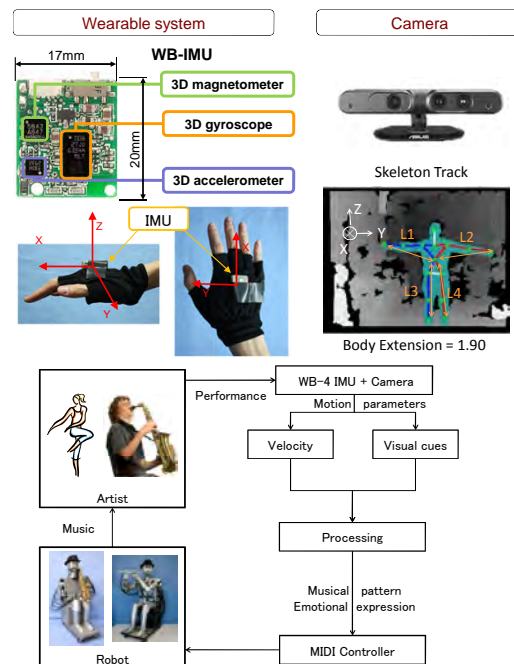 Wearable system
Camera
17mm
WB-IMU
3D magnetometer
3D gyroscope
3D accelerometer
20mm
ASUS
Skeleton Track
IMU
Z
X
Y
X
Y
Z
Y
X
L1
L2
L3
L4
Body Extension = 1.90
WB-4 IMU + Camera
Performance
Motion parameters
Velocity
Visual cues
Artist
Music
Processing
Musical pattern
Emotional expression
Robot
MIDI Controller